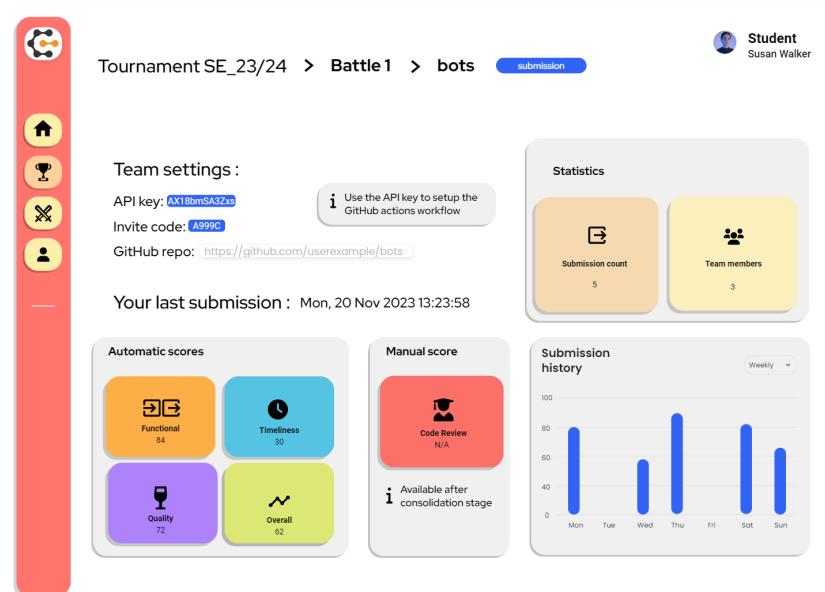 Student
Susan Walker
Tournament SE_23/24 > Battle 1 > bots submission
Team settings :
API key: AX18bmSA3Zxs
Invite code: A999C
GitHub repo: https://github.com/userexample/bots
Use the API key to setup the
GitHub actions workflow
Your last submission : Mon, 20 Nov 2023 13:23:58
Statistics
Submission count
5
Team members
3
Automatic scores
Functional
84
Timeliness
30
Quality
72
Overall
62
Manual score
Code Review
N/A
Available after
consolidation stage
Submission
history
Weekly
100
80
60
40
0
Mon Tue Wed Thu Fri Sat Sun